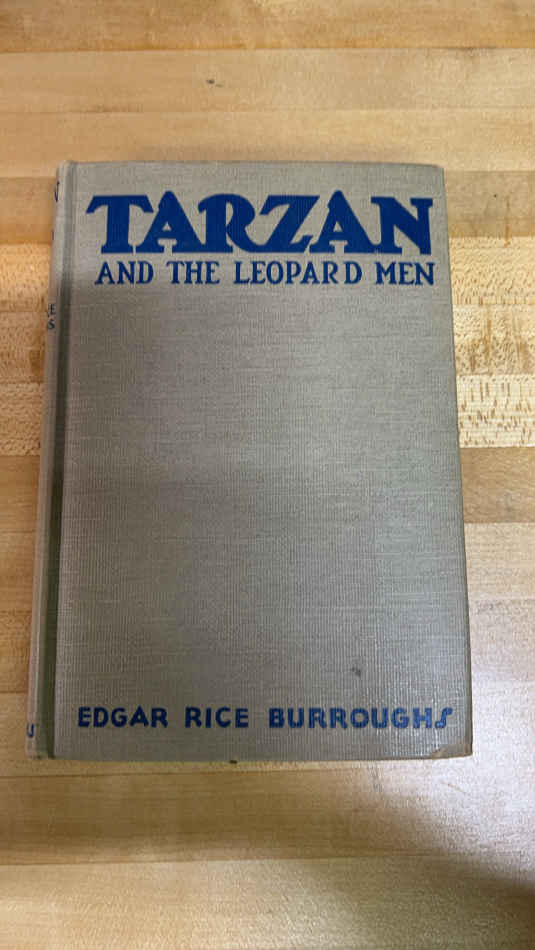 TARZAN
AND THE LEOPARD MEN
EDGAR RICE BURROUGHS